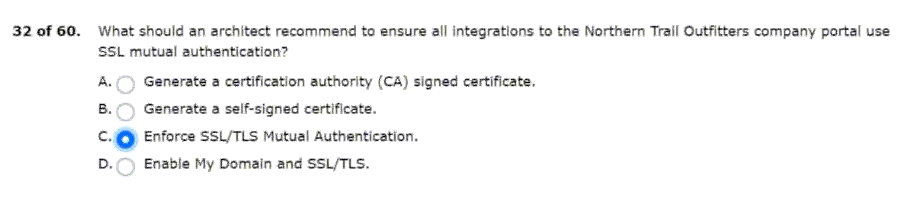 32 of 60. What should an architect recommend to ensure all integrations to the Northern Trail Outfitters company portal use
SSL mutual authentication?
A. Generate a certification authority (CA) signed certificate.
B. Generate a self-signed certificate.
C. Enforce SSL/TLS Mutual Authentication.
D. Enable My Domain and SSL/TLS.